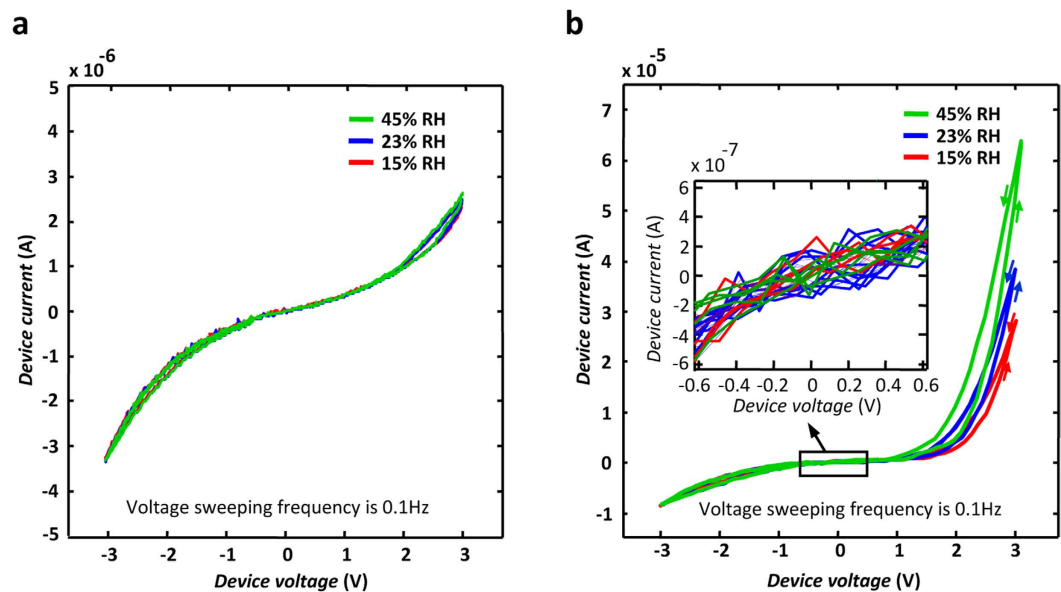 a
x 10^-6
5
4
3
2
1
0
-1
-2
-3
-4
-5
Device current (A)
45% RH
23% RH
15% RH
Voltage sweeping frequency is 0.1Hz
-3 -2 -1 0 1 2 3
Device voltage (V)
b
x 10^-5
7
6
5
4
3
2
1
0
-1
Device current (A)
45% RH
23% RH
15% RH
x 10^-7
6
4
2
0
-2
-4
-6
Device current (A)
-0.6 -0.4 -0.2 0 0.2 0.4 0.6
Device voltage (V)
Voltage sweeping frequency is 0.1Hz
-3 -2 -1 0 1 2 3
Device voltage (V)